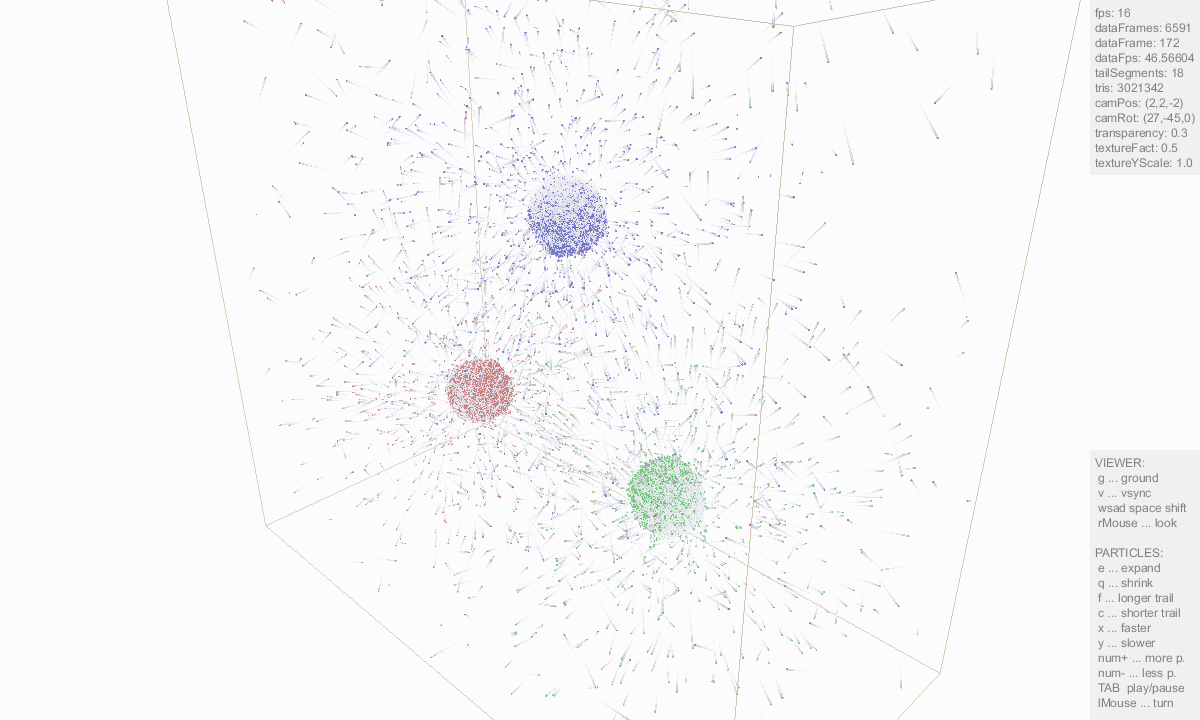 fps: 16
dataFrames: 6591
dataFrame: 172
dataFps: 46.56604
tailSegments: 18
tris: 3021342
camPos: (2,2,-2)
camRot: (27,-45,0)
transparency: 0.3
textureFact: 0.5
textureYScale: 1.0
VIEWER:
g ... ground
v ... vsync
wsad space shift
rMouse ... look
PARTICLES:
e ... expand
q ... shrink
f ... longer trail
c ... shorter trail
x ... faster
y ... slower
num+ ... more p.
num- ... less p.
TAB play/pause
lMouse ... turn